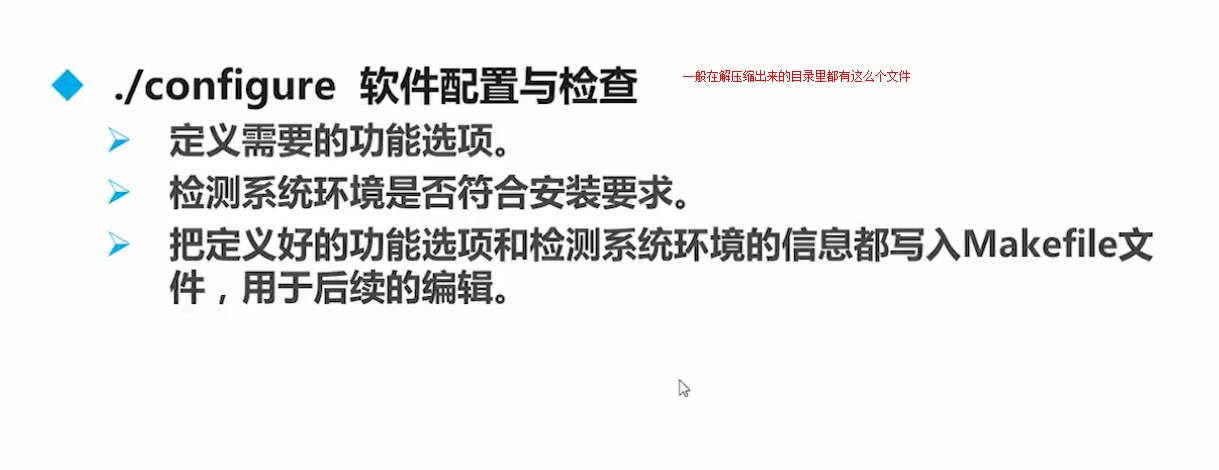 ./configure 软件配置与检查 一般在解压缩出来的目录里都有这么个文件
定义需要的功能选项。
检测系统环境是否符合安装要求。
把定义好的功能选项和检测系统环境的信息都写入Makefile文
件，用于后续的编辑。